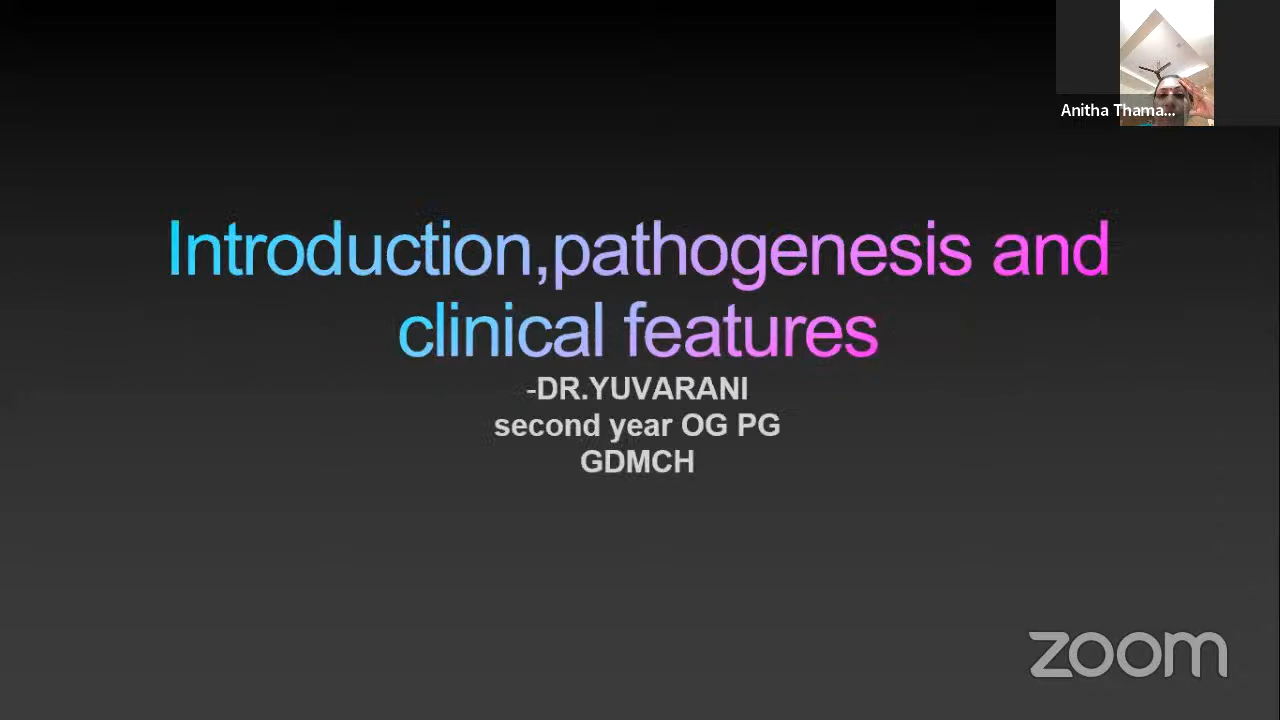 Anitha Thama...
Introduction,pathogenesis and
clinical features
-DR.YUVARANI
second year OG PG
GDMCH
zoom